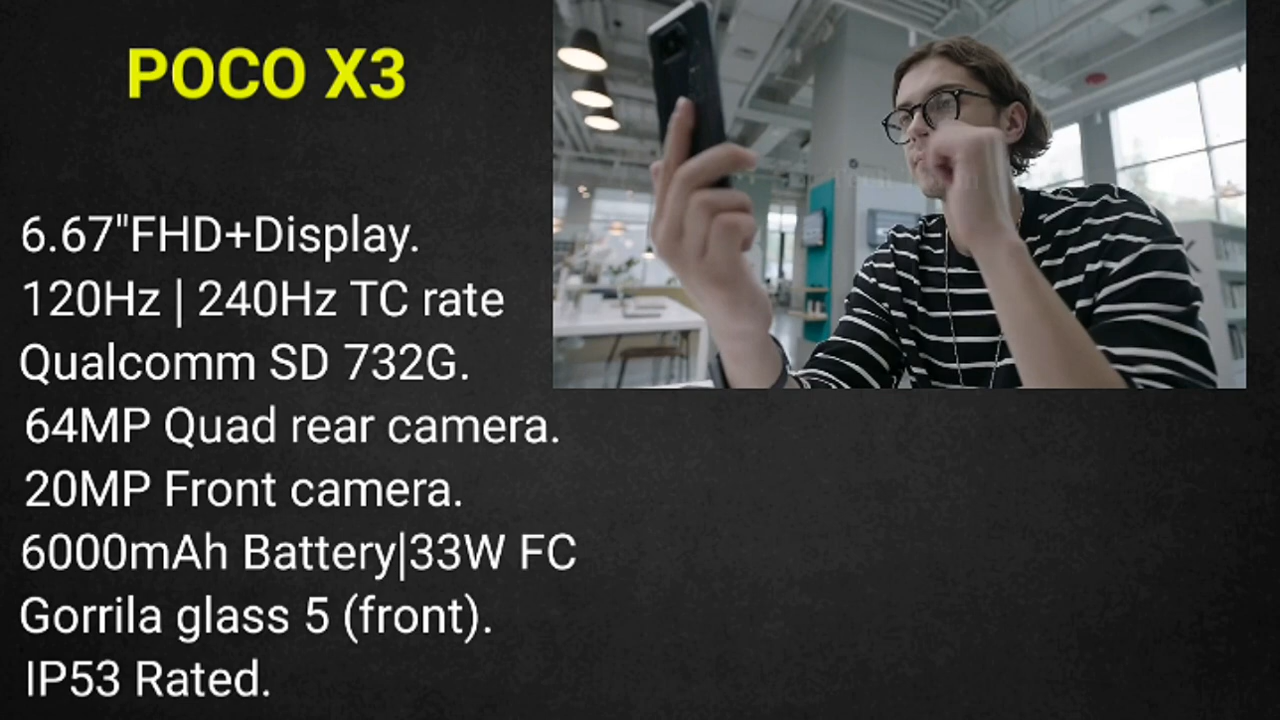 POCO X3
6.67"FHD+Display.
120Hz | 240Hz TC rate
Qualcomm SD 732G.
64MP Quad rear camera.
20MP Front camera.
6000mAh Battery|33W FC
Gorrila glass 5 (front).
IP53 Rated.